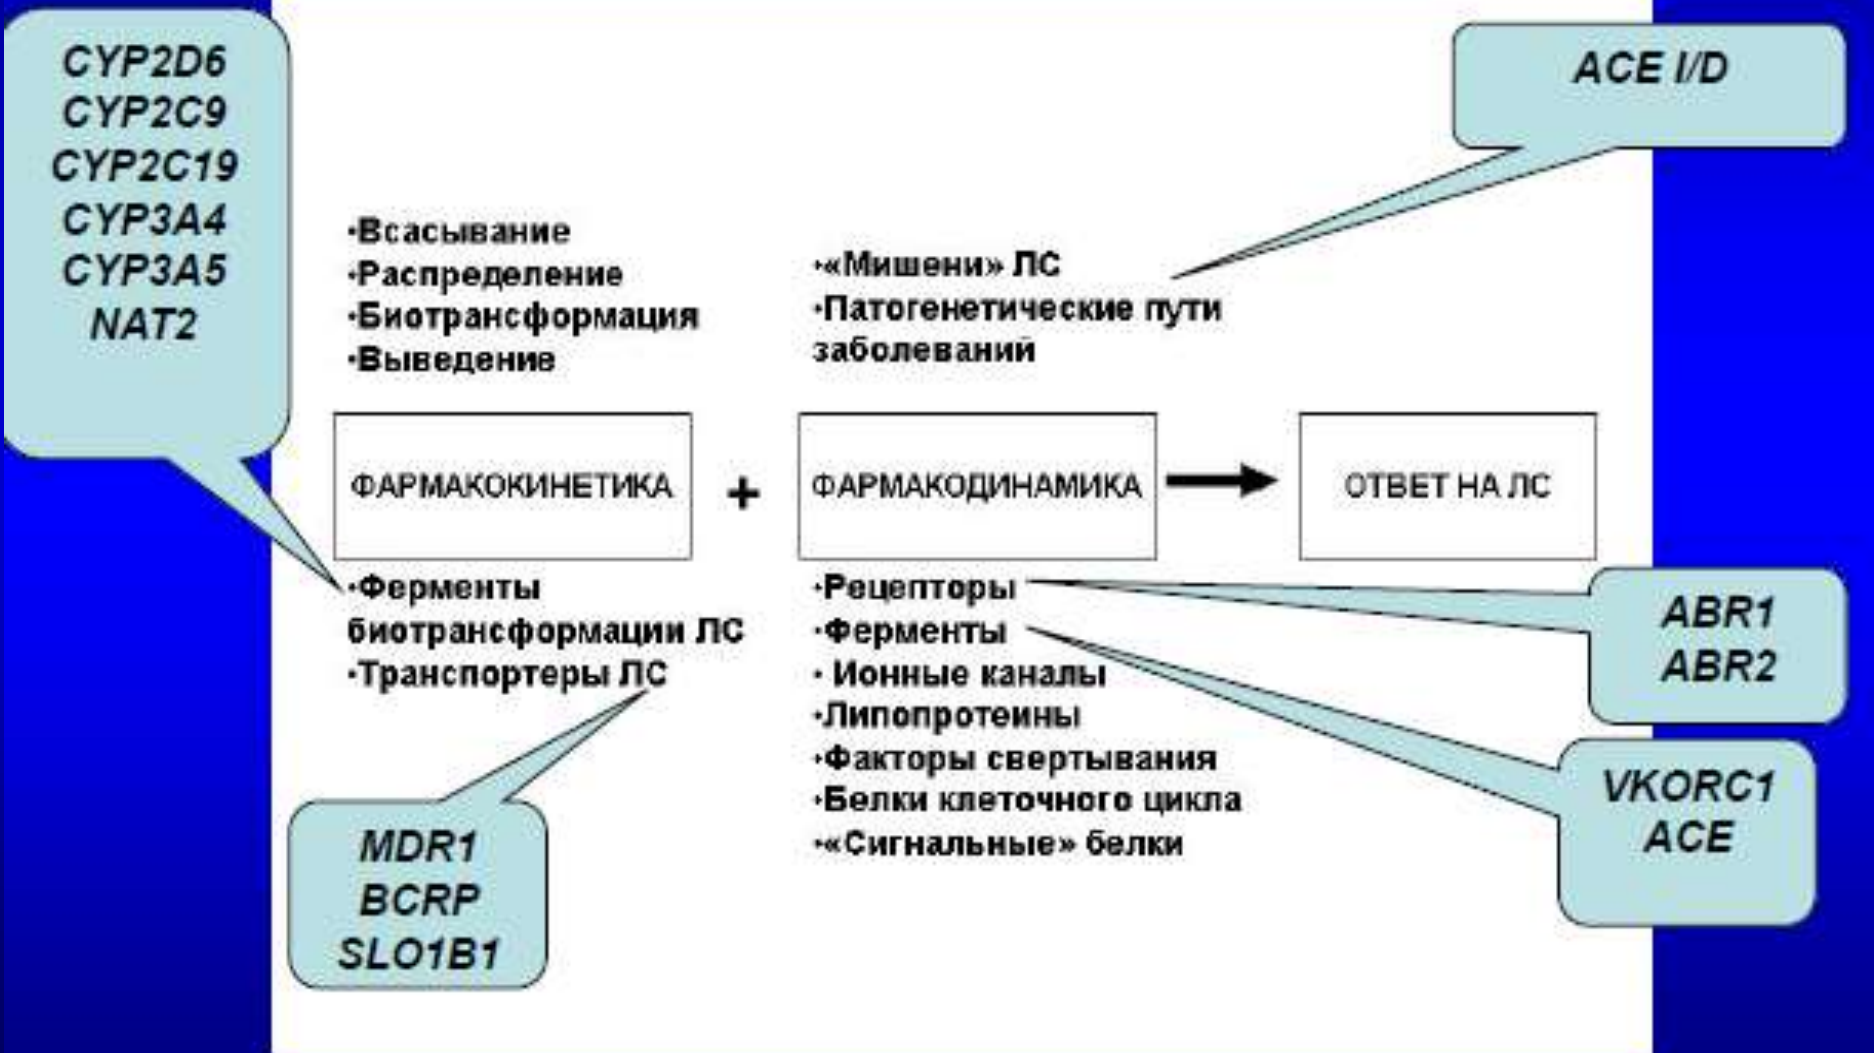 CYP2D6
CYP2C9
CYP2C19
CYP3A4
CYP3A5
NAT2
ACE I/D
•Всасывание
•Распределение
•Биотрансформация
•Выведение
•«Мишени» ЛС
•Патогенетические пути
заболеваний
ФАРМАКОКИНЕТИКА
+
ФАРМАКОДИНАМИКА
ОТВЕТ НА ЛС
•Ферменты
биотрансформации ЛС
•Транспортеры ЛС
•Рецепторы
•Ферменты
• Ионные каналы
•Липопротеины
•Факторы свертывания
•Белки клеточного цикла
•«Сигнальные» белки
ABR1
ABR2
VKORC1
ACE
MDR1
BCRP
SLO1B1